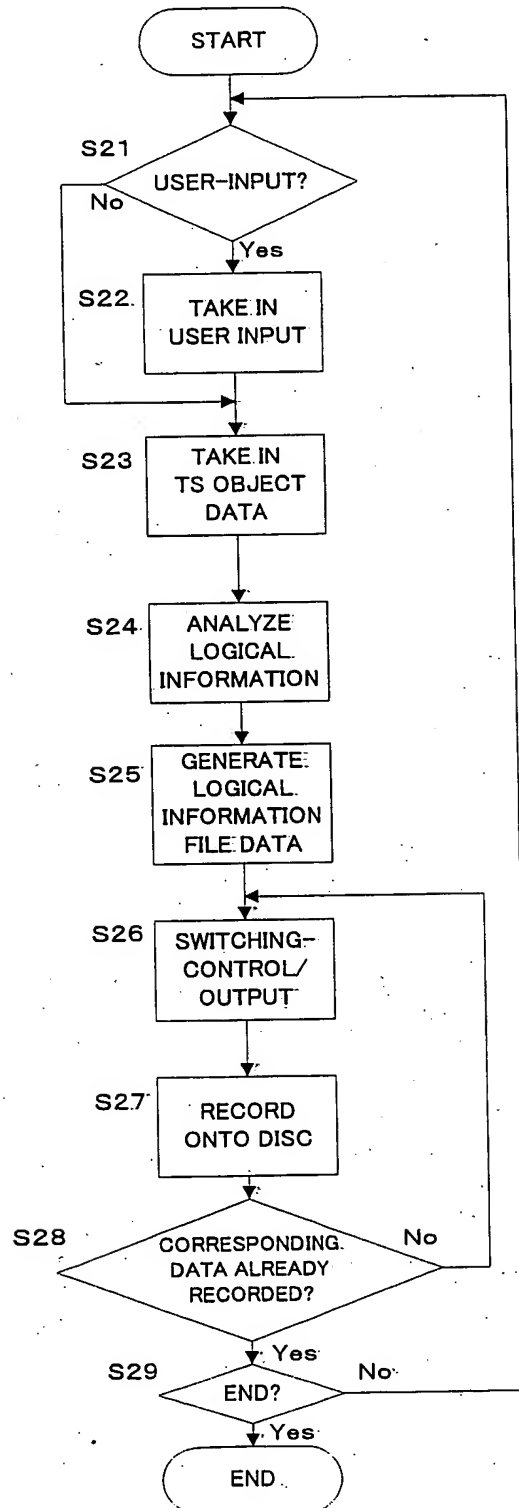 START
S21
USER-INPUT?
No
Yes
S22
TAKE IN
USER INPUT
S23
TAKE IN
TS OBJECT
DATA
S24
ANALYZE
LOGICAL
INFORMATION
S25
GENERATE
LOGICAL
INFORMATION
FILE DATA
S26
SWITCHING-
CONTROL/
OUTPUT
S27
RECORD
ONTO DISC
S28
CORRESPONDING
DATA ALREADY
RECORDED?
No
Yes
S29
END?
No
Yes
END